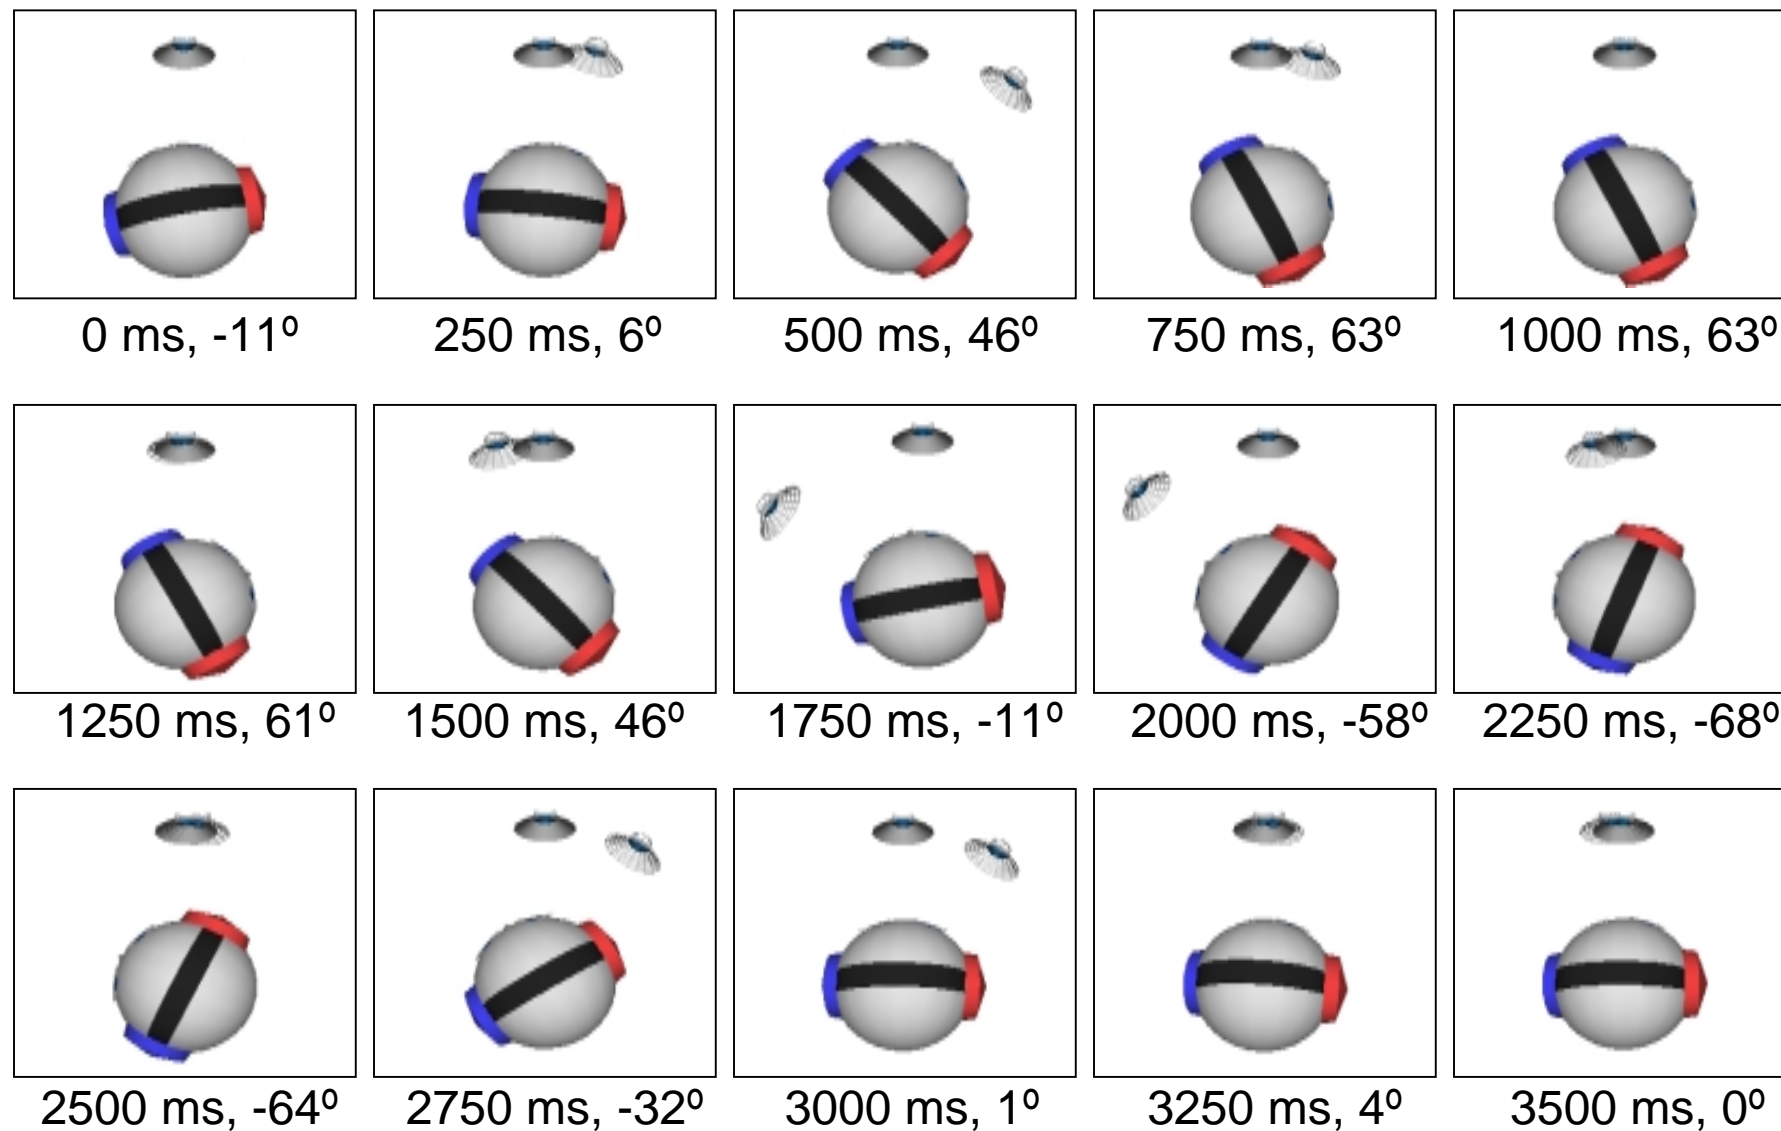 0 ms, -11º
250 ms, 6º
500 ms, 46º
750 ms, 63º
1000 ms, 63º
1250 ms, 61º
1500 ms, 46º
1750 ms, -11º
2000 ms, -58º
2250 ms, -68º
2500 ms, -64º
2750 ms, -32º
3000 ms, 1º
3250 ms, 4º
3500 ms, 0º